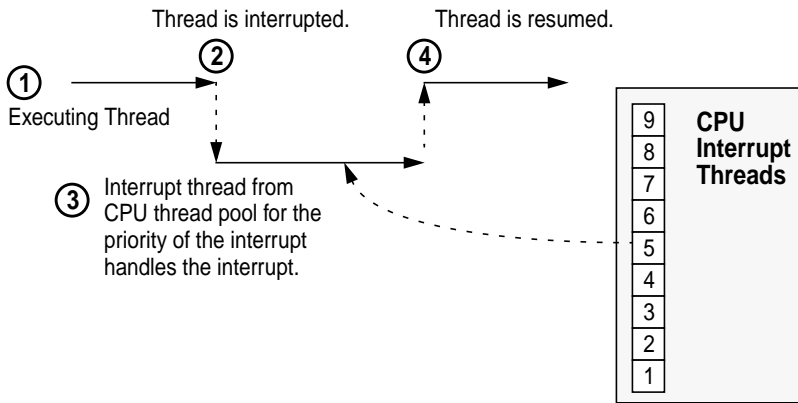 Thread is interrupted.
Thread is resumed.
2
4
1
Executing Thread
3
Interrupt thread from
CPU thread pool for the
priority of the interrupt
handles the interrupt.
9
8
7
6
5
4
3
2
1
CPU
Interrupt
Threads